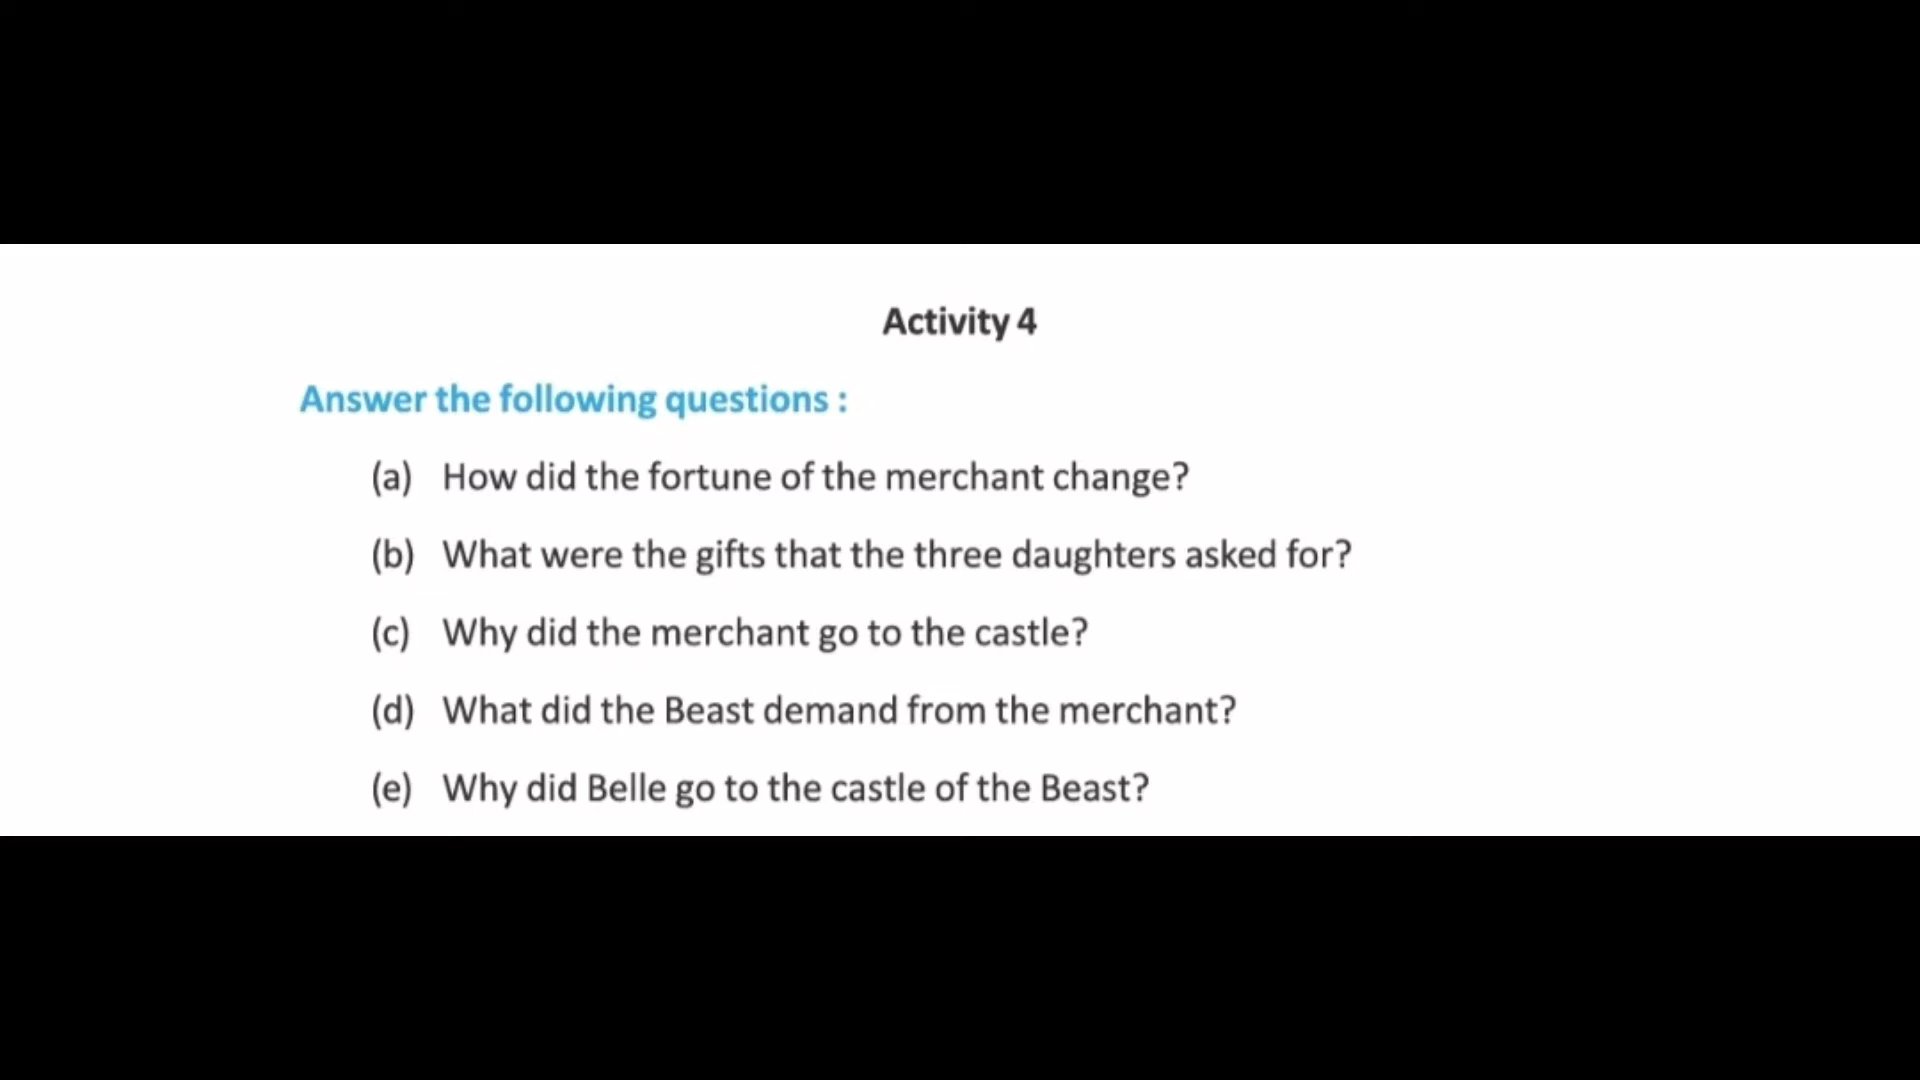 Activity 4
Answer the following questions :
(a) How did the fortune of the merchant change?
(b) What were the gifts that the three daughters asked for?
(c) Why did the merchant go to the castle?
(d) What did the Beast demand from the merchant?
(e) Why did Belle go to the castle of the Beast?